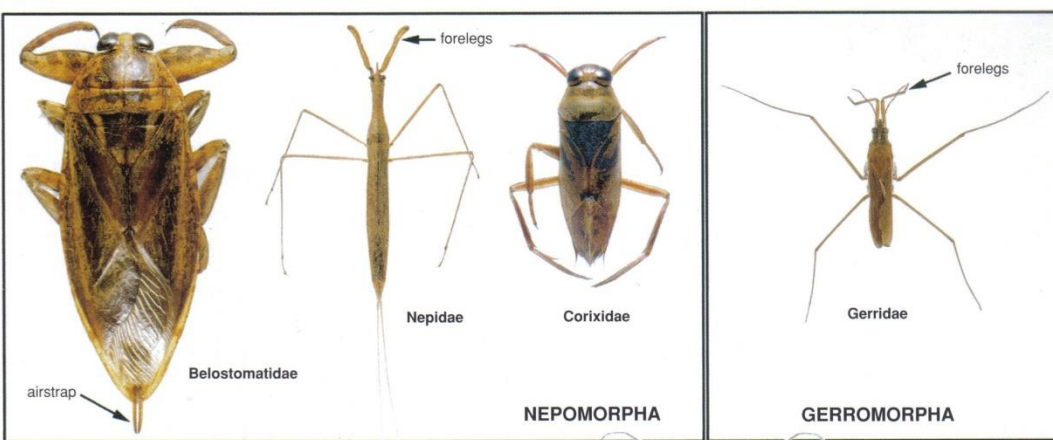 forelegs
forelegs
Nepidae
Corixidae
Gerridae
Belostomatidae
airstrap
NEPOMORPHA
GERROMORPHA